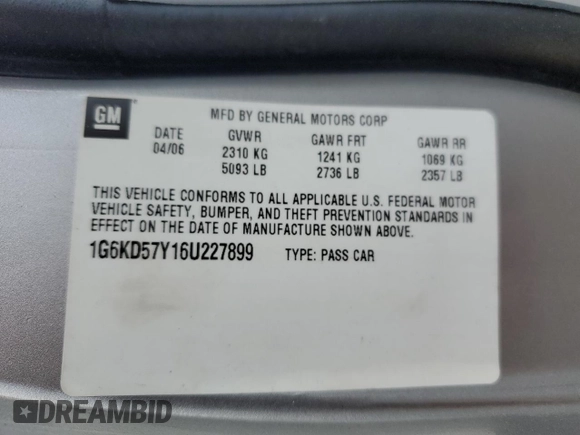 GM
MFD BY GENERAL MOTORS CORP
DATE GVWR GAWR FRT GAWR RR
04/06 2310 KG 1241 KG 1069 KG
5093 LB 2736 LB 2357 LB
THIS VEHICLE CONFORMS TO ALL APPLICABLE U.S. FEDERAL MOTOR
VEHICLE SAFETY, BUMPER, AND THEFT PREVENTION STANDARDS IN
EFFECT ON THE DATE OF MANUFACTURE SHOWN ABOVE.
1G6KD57Y16U227899 TYPE: PASS CAR
DREAMBID